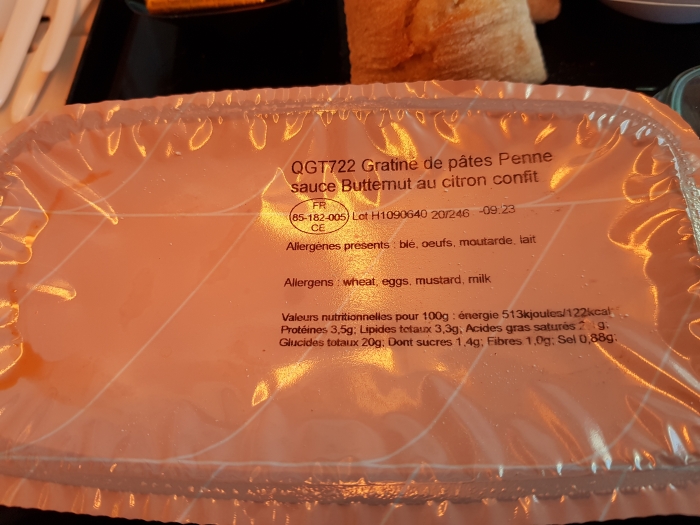 QGT722 Gratiné de pâtes Penne
sauce Butternut au citron confit
FR
85-182-005
CE
Lot H1090640 20/246 -09:23
Allergènes présents : blé, oeufs, moutarde, lait
Allergens : wheat, eggs, mustard, milk
Valeurs nutritionnelles pour 100g : énergie 513kjoules/122kcal
Protéines 3,5g; Lipides totaux 3,3g, Acides gras saturés g;
Glucides totaux 20g; Dont sucres 1,4g; Fibres 1,0g; Sel 0,88g;